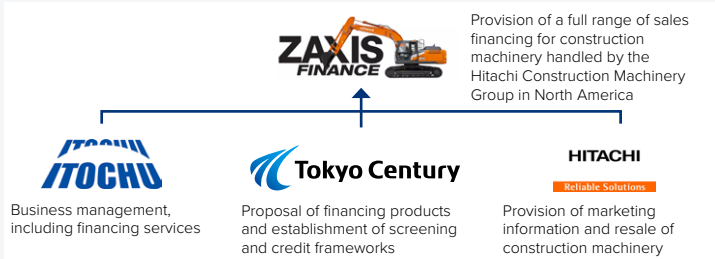 ZAXIS
FINANCE
Provision of a full range of sales
financing for construction
machinery handled by the
Hitachi Construction Machinery
Group in North America
ITOCHU
ITOCHU
Business management,
including financing services
Tokyo Century
Proposal of financing products
and establishment of screening
and credit frameworks
HITACHI
Reliable Solutions
Provision of marketing
information and resale of
construction machinery